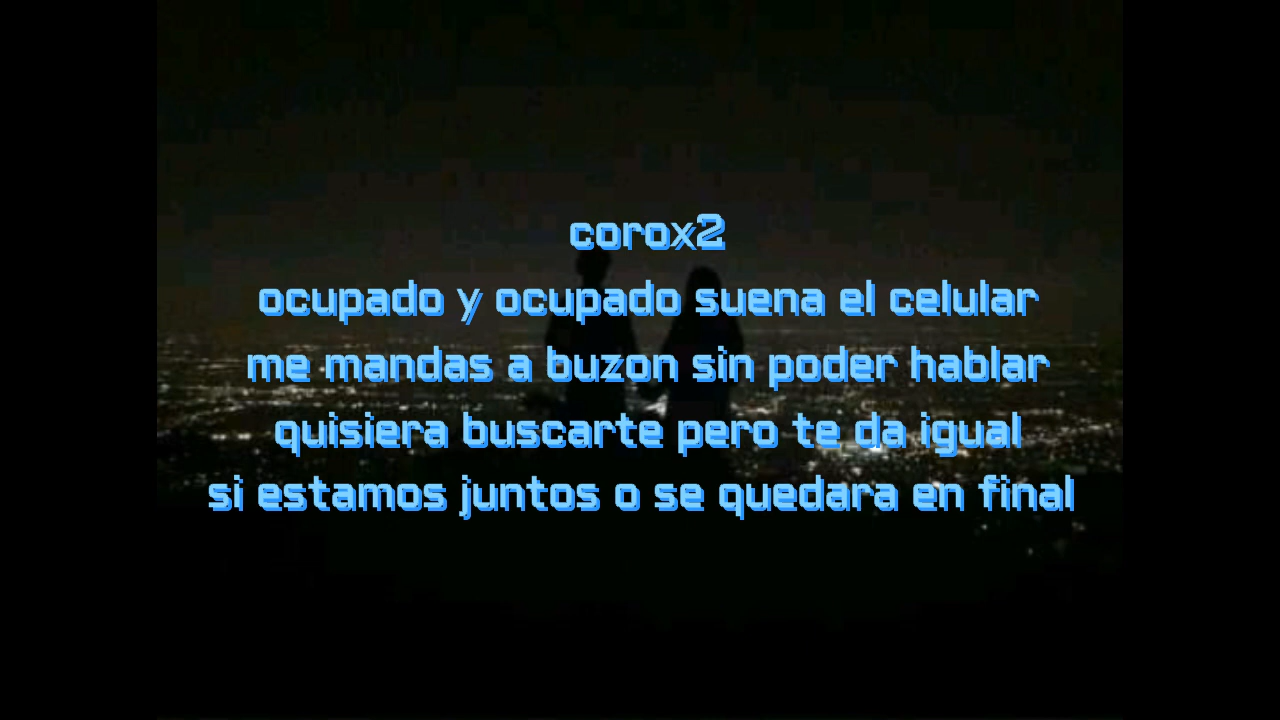 corox2
ocupado y ocupado suena el celular
me mandas a buzon sin poder hablar
quisiera buscarte pero te da igual
si estamos juntos o se quedara en final